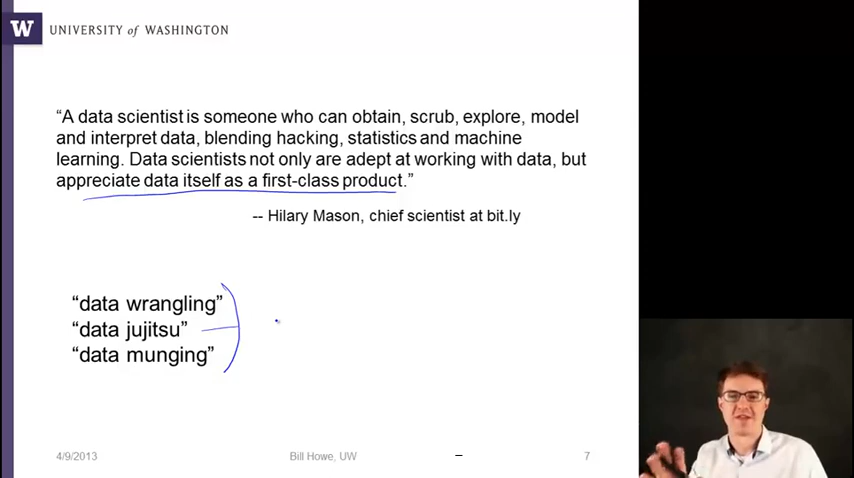 W UNIVERSITY of WASHINGTON
“A data scientist is someone who can obtain, scrub, explore, model
and interpret data, blending hacking, statistics and machine
learning. Data scientists not only are adept at working with data, but
appreciate data itself as a first-class product.”
-- Hilary Mason, chief scientist at bit.ly
“data wrangling”
“data jujitsu”
“data munging”
4/9/2013 Bill Howe, UW 7